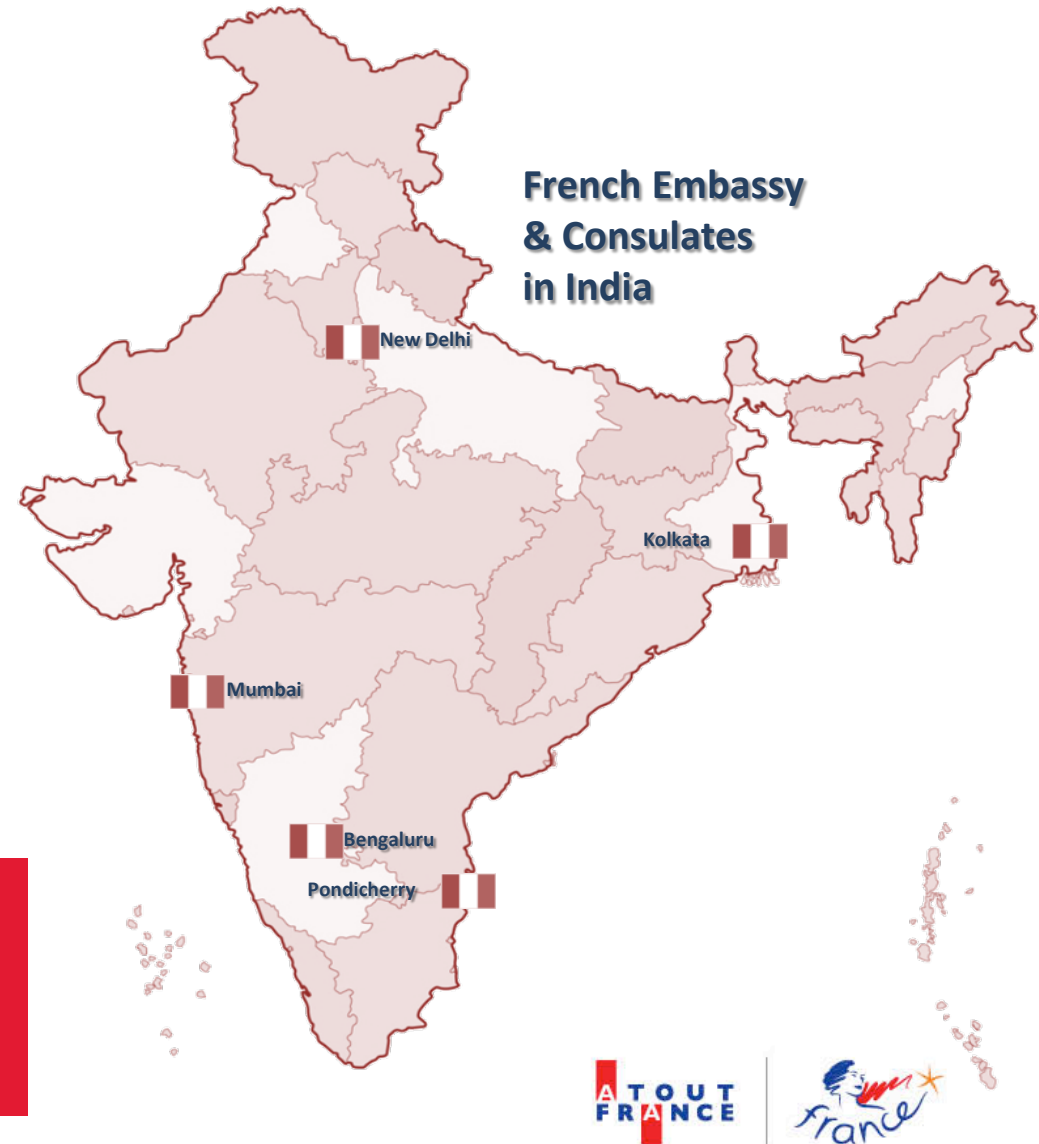 French Embassy
& Consulates
in India
New Delhi
Kolkata
Mumbai
Bengaluru
Pondicherry
ATOUT
FRANCE
france